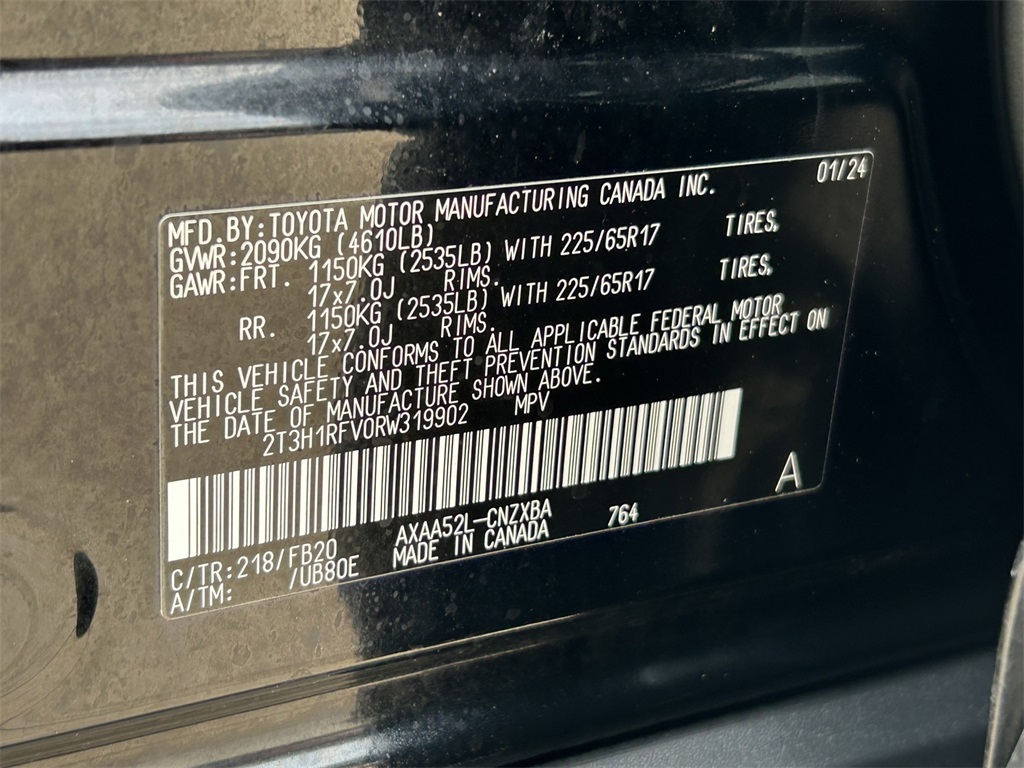 01/24
MFD.BY:TOYOTA MOTOR MANUFACTURING CANADA INC.
GVWR:2090KG (4610LB)
GAWR:FRT. 1150KG (2535LB) WITH 225/65R17 TIRES,
17x7.0J RIMS.
RR. 1150KG (2535LB) WITH 225/65R17 TIRES,
17x7.0J RIMS.
THIS VEHICLE CONFORMS TO ALL APPLICABLE FEDERAL MOTOR
VEHICLE SAFETY AND THEFT PREVENTION STANDARDS IN EFFECT ON
THE DATE OF MANUFACTURE SHOWN ABOVE.
2T3H1RFV0RW319902 MPV
A
C/TR:218/FB20 AXAA52L-CNZXBA 764
A/TM: /UB80E MADE IN CANADA